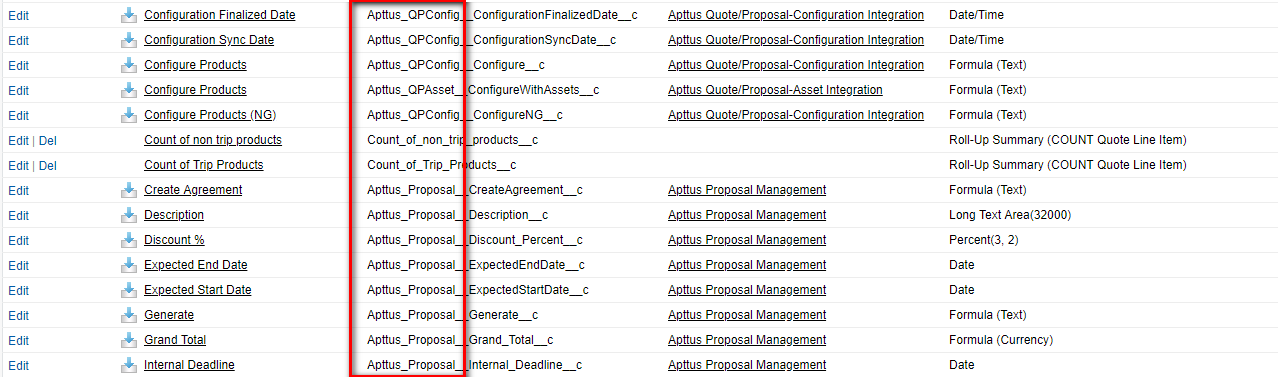 Edit Configuration Finalized Date Apttus_QPConfig__ConfigurationFinalizedDate__c Apttus Quote/Proposal-Configuration Integration Date/Time
Edit Configuration Sync Date Apttus_QPConfig__ConfigurationSyncDate__c Apttus Quote/Proposal-Configuration Integration Date/Time
Edit Configure Products Apttus_QPConfig__Configure__c Apttus Quote/Proposal-Configuration Integration Formula (Text)
Edit Configure Products Apttus_QPAsset__ConfigureWithAssets__c Apttus Quote/Proposal-Asset Integration Formula (Text)
Edit Configure Products (NG) Apttus_QPConfig__ConfigureNG__c Apttus Quote/Proposal-Configuration Integration Formula (Text)
Edit | Del Count of non trip products Count_of_non_trip_products__c Roll-Up Summary (COUNT Quote Line Item)
Edit | Del Count of Trip Products Count_of_Trip_Products__c Roll-Up Summary (COUNT Quote Line Item)
Edit Create Agreement Apttus_Proposal__CreateAgreement__c Apttus Proposal Management Formula (Text)
Edit Description Apttus_Proposal__Description__c Apttus Proposal Management Long Text Area(32000)
Edit Discount % Apttus_Proposal__Discount_Percent__c Apttus Proposal Management Percent(3, 2)
Edit Expected End Date Apttus_Proposal__ExpectedEndDate__c Apttus Proposal Management Date
Edit Expected Start Date Apttus_Proposal__ExpectedStartDate__c Apttus Proposal Management Date
Edit Generate Apttus_Proposal__Generate__c Apttus Proposal Management Formula (Text)
Edit Grand Total Apttus_Proposal__Grand_Total__c Apttus Proposal Management Formula (Currency)
Edit Internal Deadline Apttus_Proposal__Internal_Deadline__c Apttus Proposal Management Date